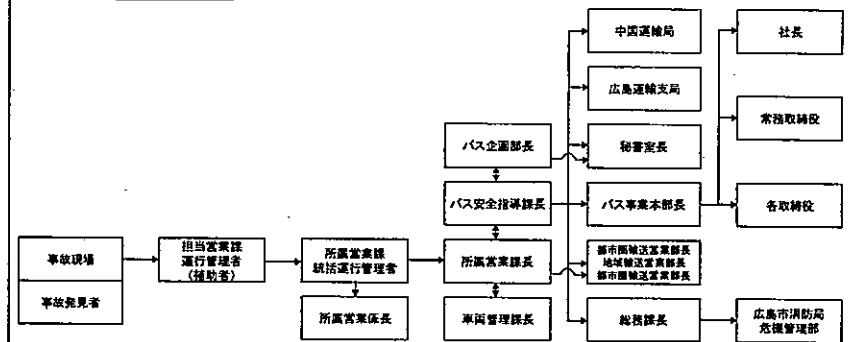 中国運輸局
社長
広島運輸支局
常務取締役
バス企画部長
秘書室長
バス安全指導課長
バス事業本部長
各取締役
事故現場
事故発見者
担当営業課
運行管理者
(補助者)
所属営業課
統括運行管理者
所属営業課長
都市圏輸送営業部長
地域輸送営業部長
都市間輸送営業部長
所属営業係長
車両管理課長
総務課長
広島市消防局
危機管理部